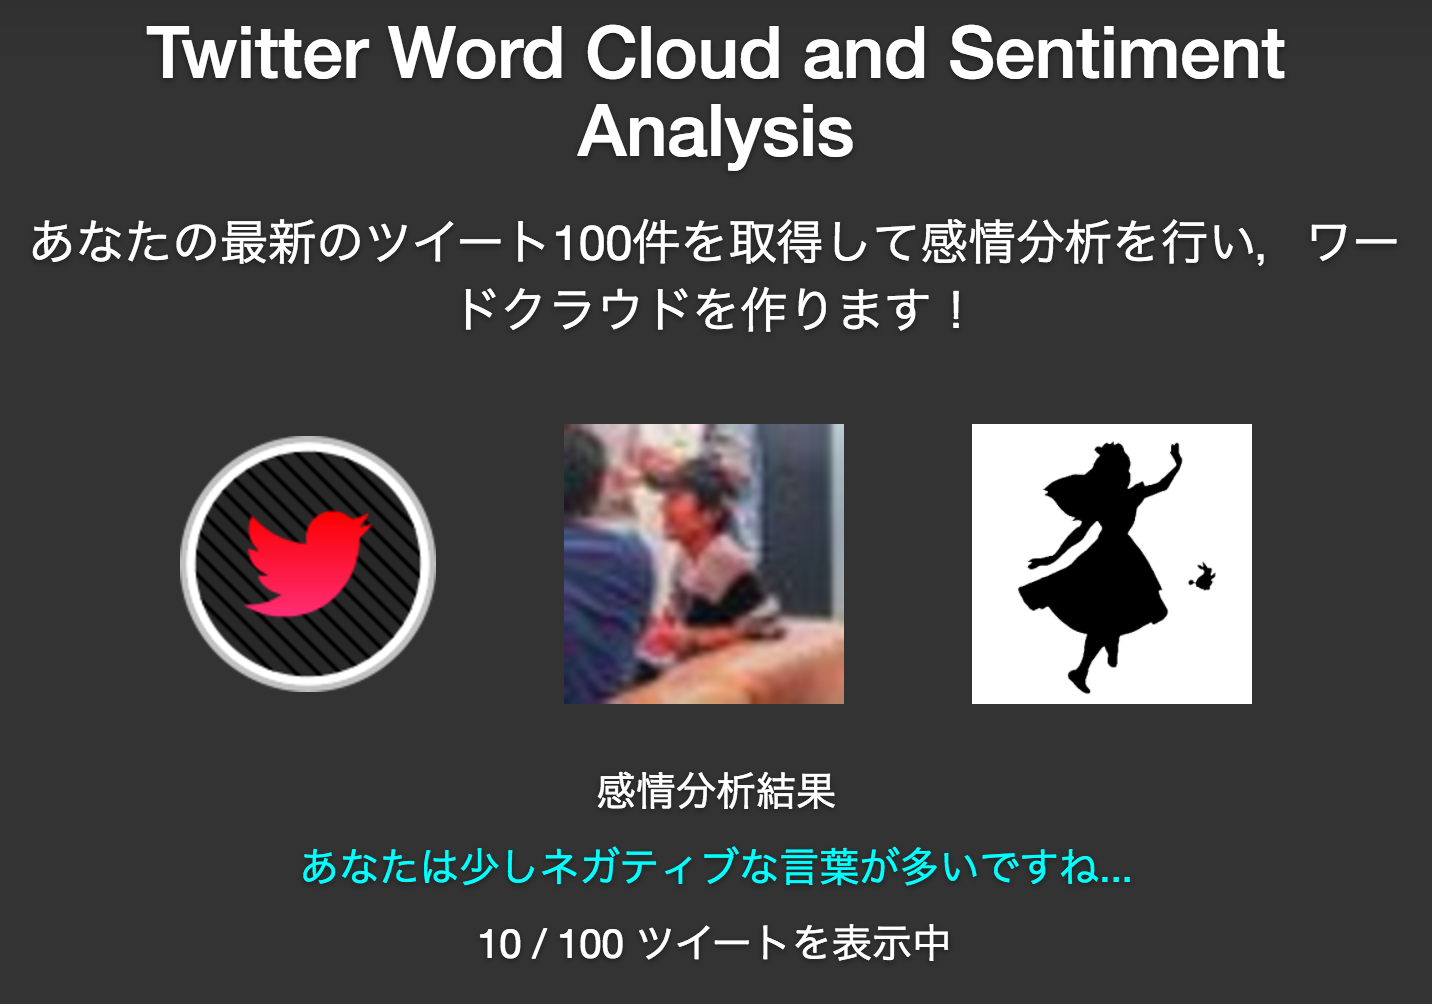 Twitter Word Cloud and Sentiment
Analysis
あなたの最新のツイート100件を取得して感情分析を行い，ワー
ドクラウドを作ります！
感情分析結果
あなたは少しネガティブな言葉が多いですね...
10 / 100 ツイートを表示中